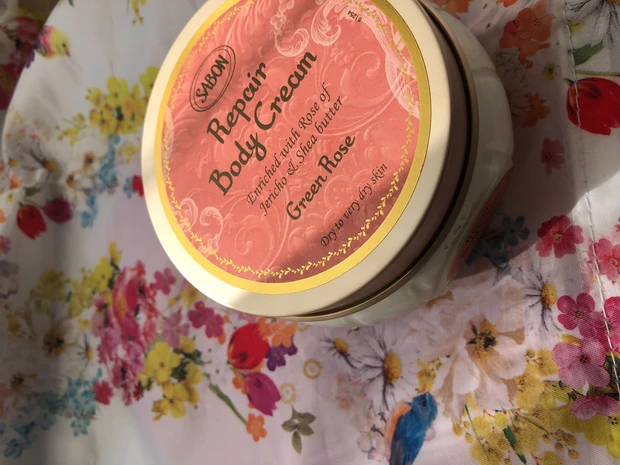 SABON
Repair
Body Cream
Enriched with Rose of
Jericho & Shea butter
Green Rose
Dry to very dry skin